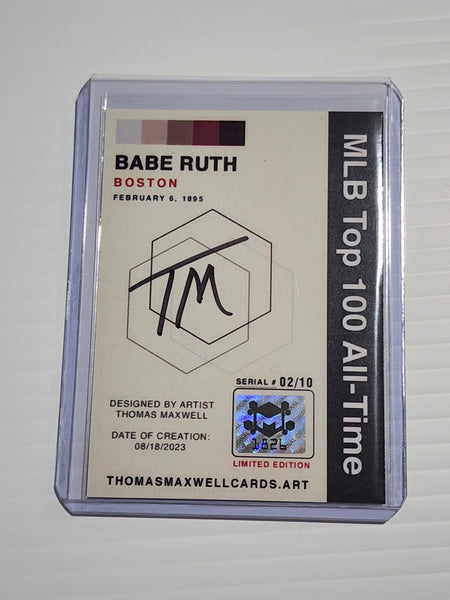 BABE RUTH
BOSTON
FEBRUARY 6, 1895
TM
SERIAL # 02/10
DESIGNED BY ARTIST
THOMAS MAXWELL
DATE OF CREATION:
08/18/2023
1826
LIMITED EDITION
THOMASMAXWELLCARDS.ART
MLB Top 100 All-Time